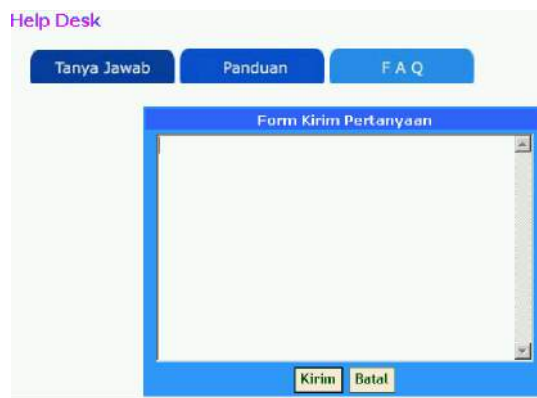 Help Desk
Tanya Jawab Panduan F A Q
Form Kirim Pertanyaan
Kirim Batal